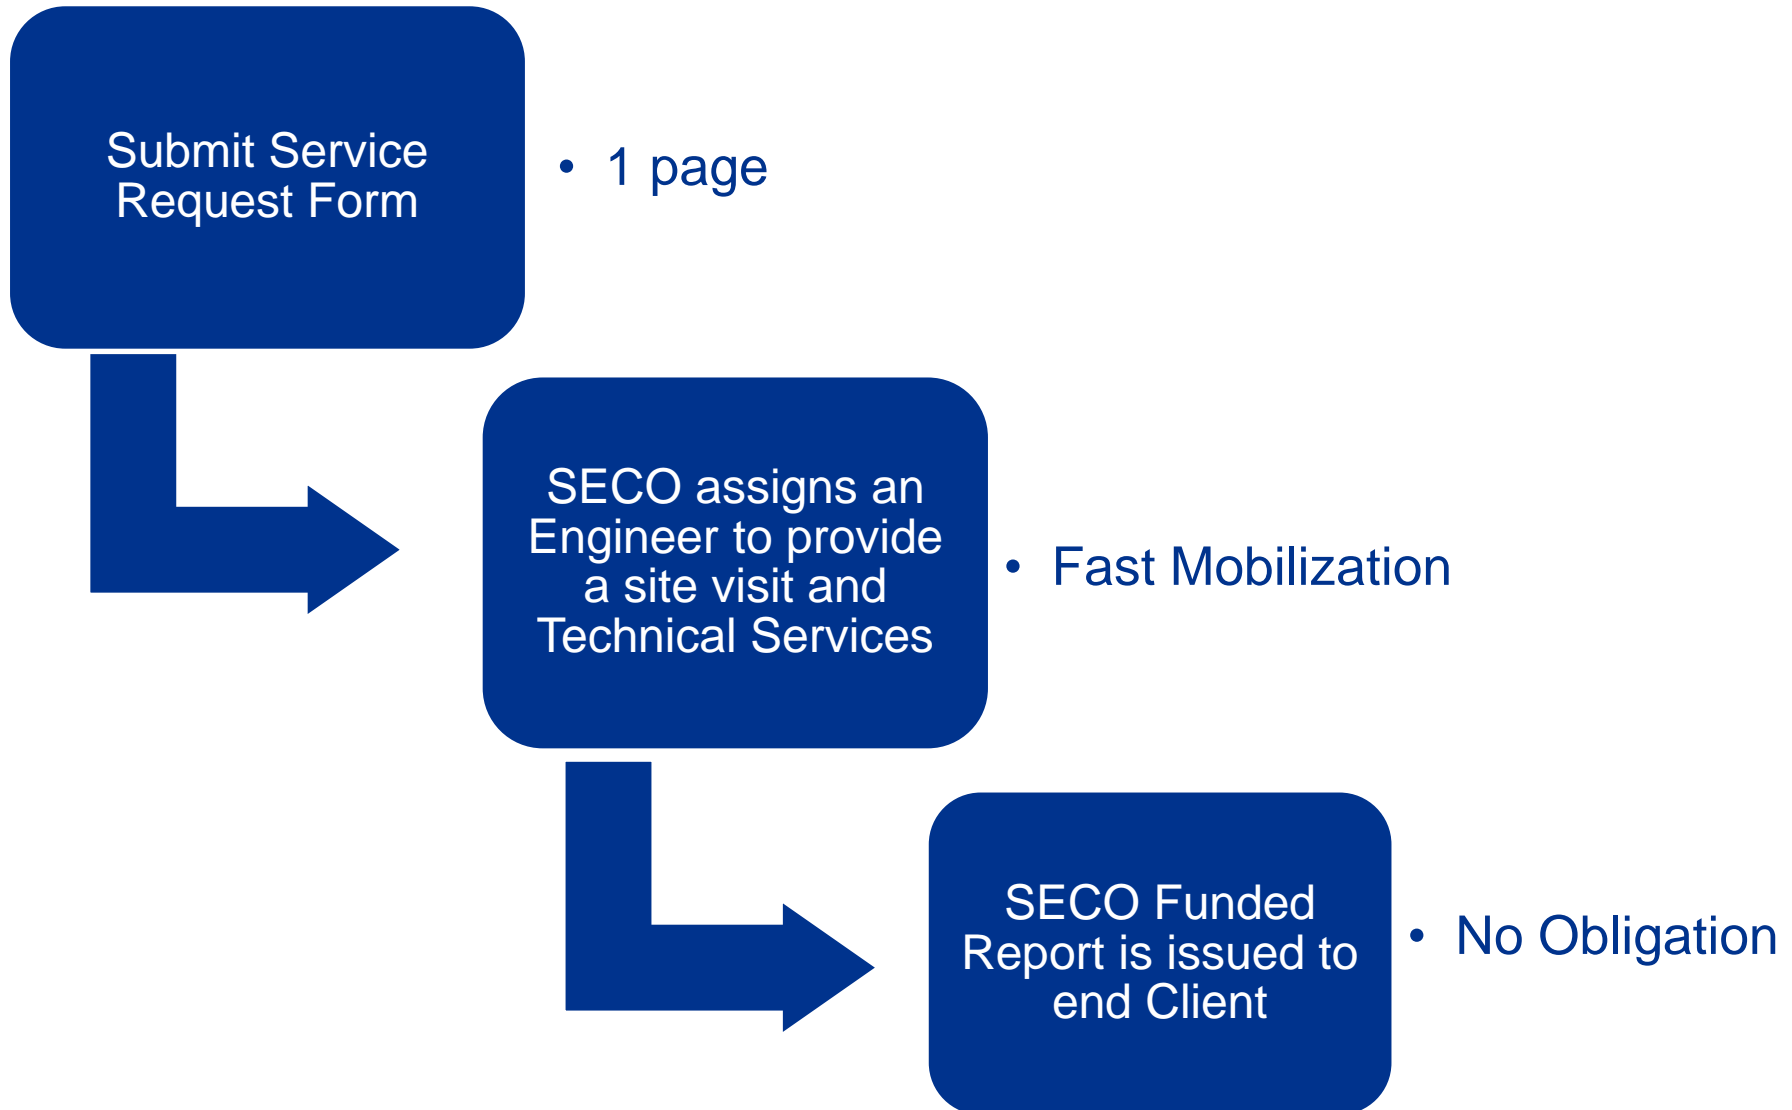 Submit Service
Request Form
• 1 page
SECO assigns an
Engineer to provide
a site visit and
Technical Services
• Fast Mobilization
SECO Funded
Report is issued to
end Client
• No Obligation